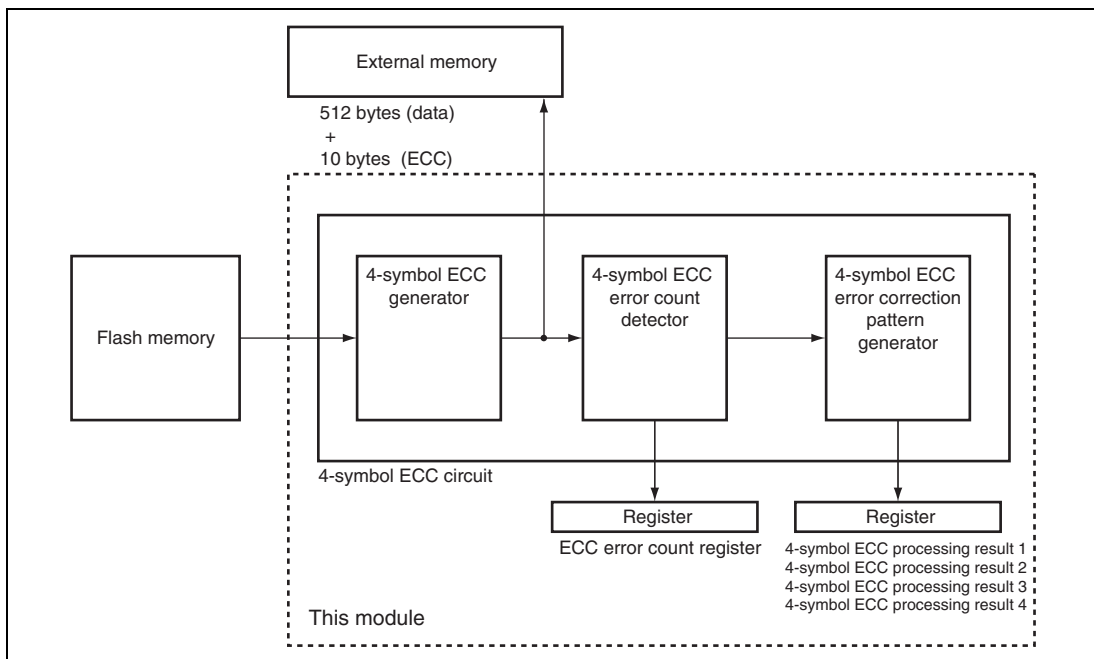 External memory
512 bytes (data)
+
10 bytes (ECC)
Flash memory
4-symbol ECC
generator
4-symbol ECC
error count
detector
4-symbol ECC
error correction
pattern
generator
4-symbol ECC circuit
Register
ECC error count register
Register
4-symbol ECC processing result 1
4-symbol ECC processing result 2
4-symbol ECC processing result 3
4-symbol ECC processing result 4
This module